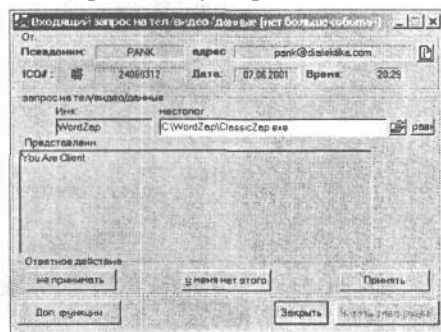 Входящий запрос на тел/видео/данные (нет больше событий)
От.
Псевдоним: PANK адрес pank@dialektika.com
ICQ#: 24068312 Дата: 07.06.2001 Время: 20:29
запрос на тел/видео/данные
Имя: местопог
WordZap C:\WordZap\ClassicZap.exe
Представлени
You Are Client
Ответное действие
не принимать у меня нет этого Принять
Доп. функции Закрыть